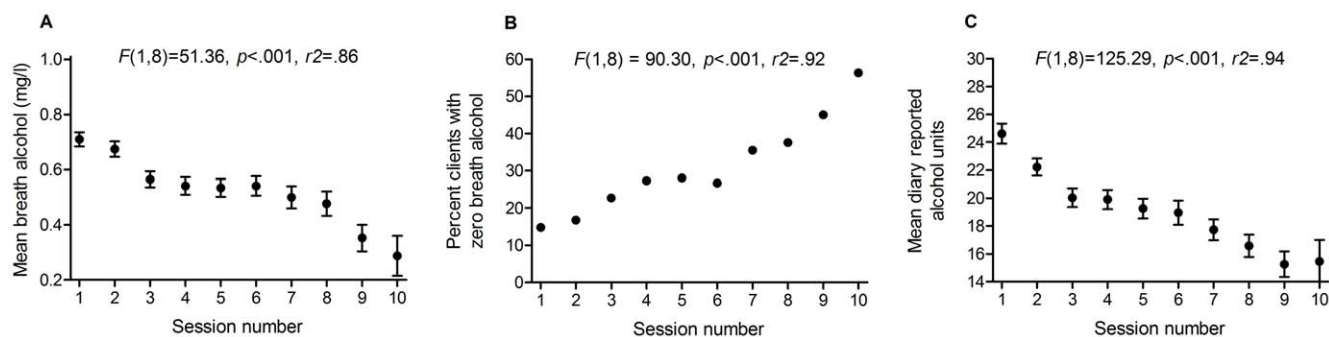 A
F(1,8)=51.36, p<.001, r2=.86
Mean breath alcohol (mg/l)
1.0
0.8
0.6
0.4
0.2
1 2 3 4 5 6 7 8 9 10
Session number
B
F(1,8) = 90.30, p<.001, r2=.92
Percent clients with
zero breath alcohol
60
50
40
30
20
10
0
1 2 3 4 5 6 7 8 9 10
Session number
C
F(1,8)=125.29, p<.001, r2=.94
Mean diary reported
alcohol units
28
26
24
22
20
18
16
14
1 2 3 4 5 6 7 8 9 10
Session number